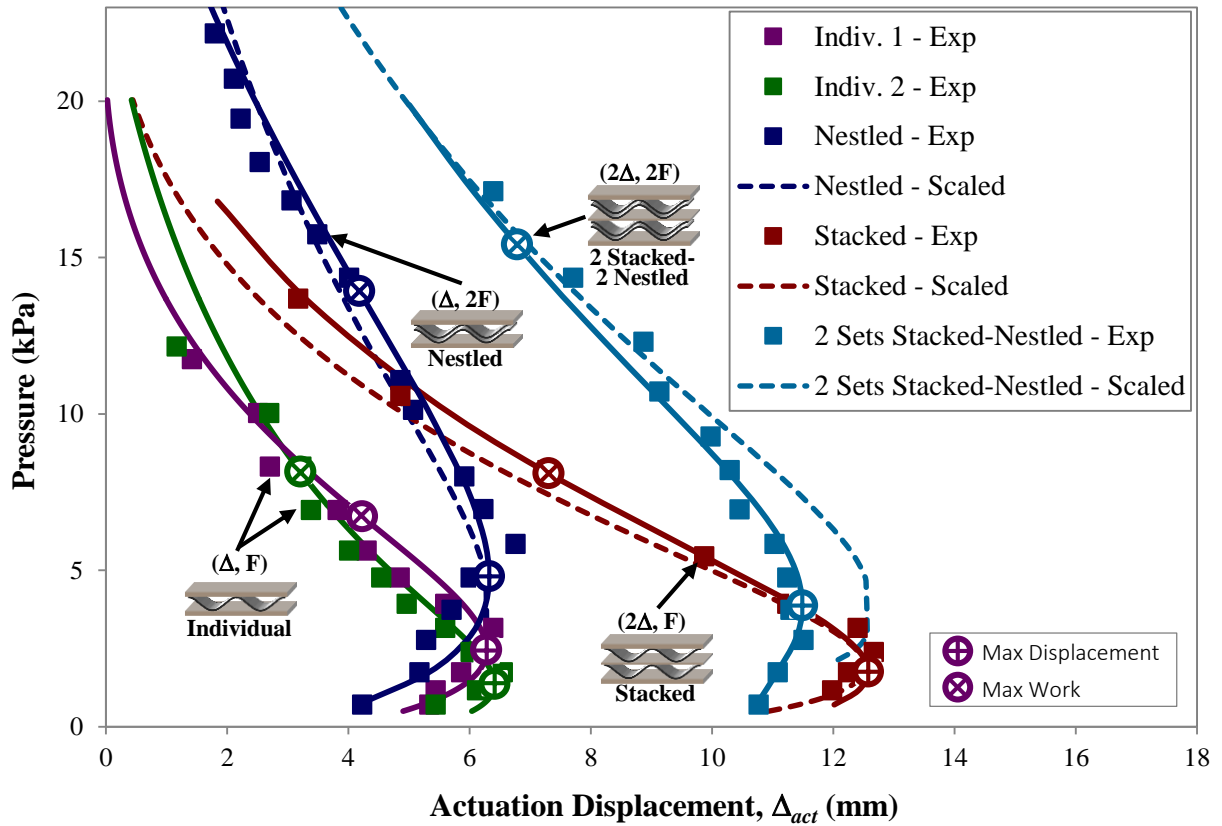 Pressure (kPa)
20
15
10
5
0
0 2 4 6 8 10 12 14 16 18
Actuation Displacement, Δact (mm)
Indiv. 1 - Exp
Indiv. 2 - Exp
Nestled - Exp
Nestled - Scaled
Stacked - Exp
Stacked - Scaled
2 Sets Stacked-Nestled - Exp
2 Sets Stacked-Nestled - Scaled
(2Δ, 2F)
2 Stacked-
2 Nestled
(Δ, 2F)
Nestled
(Δ, F)
Individual
(2Δ, F)
Stacked
Max Displacement
Max Work